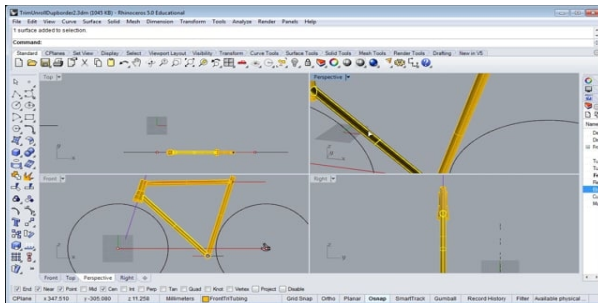 TrimUnrollDupborder2.3dm (1045 KB) - Rhinoceros 5.0 Educational
File Edit View Curve Surface Solid Mesh Dimension Transform Tools Analyze Render Panels Help
1 surface added to selection.
Command:
Standard CPlanes Set View Display Select Viewport Layout Visibility Transform Curve Tools Surface Tools Solid Tools Mesh Tools Render Tools Drafting New in V5
Top
Perspective
Name
Front
Right
Front Top Perspective Right
End Near Point Mid Cen Int Perp Tan Quad Knot Vertex Project Disable
CPlane x 347.510 y -305.080 z 11.258 Millimeters FrontTriTubing Grid Snap Ortho Planar Osnap SmartTrack Gumball Record History Filter Available physical...